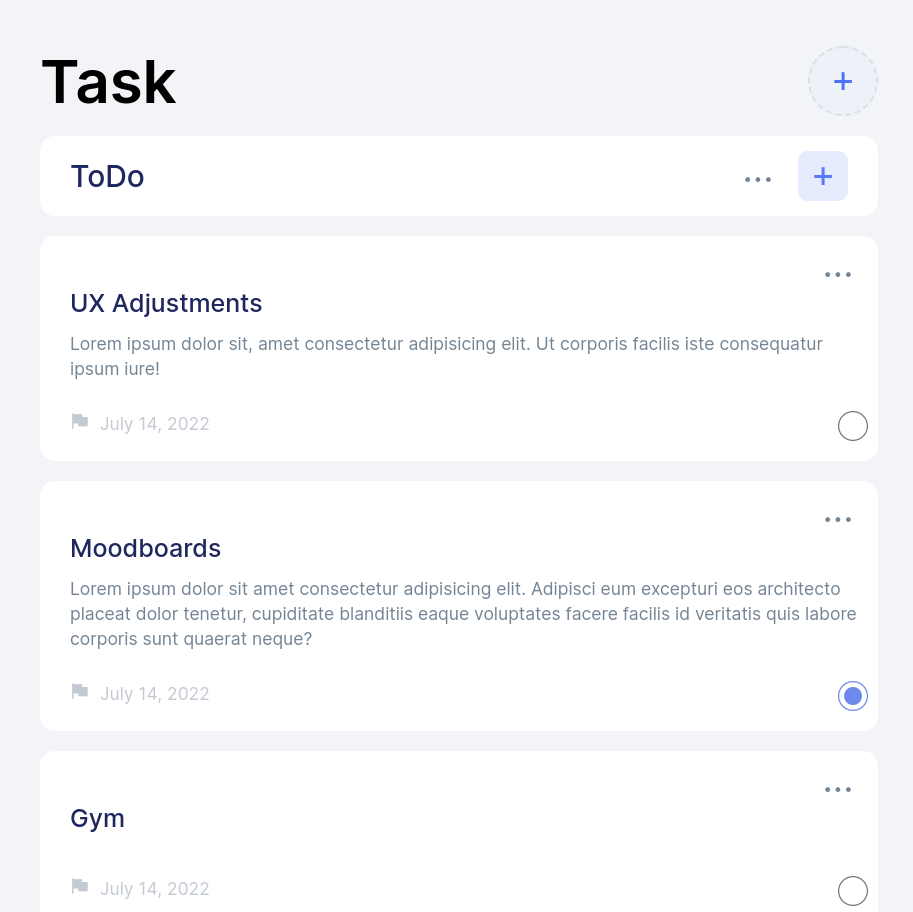 Task
+
ToDo
... +
...
UX Adjustments
Lorem ipsum dolor sit, amet consectetur adipisicing elit. Ut corporis facilis iste consequatur
ipsum iure!
July 14, 2022
...
Moodboards
Lorem ipsum dolor sit amet consectetur adipisicing elit. Adipisci eum excepturi eos architecto
placeat dolor tenetur, cupiditate blanditiis eaque voluptates facere facilis id veritatis quis labore
corporis sunt quaerat neque?
July 14, 2022
...
Gym
July 14, 2022